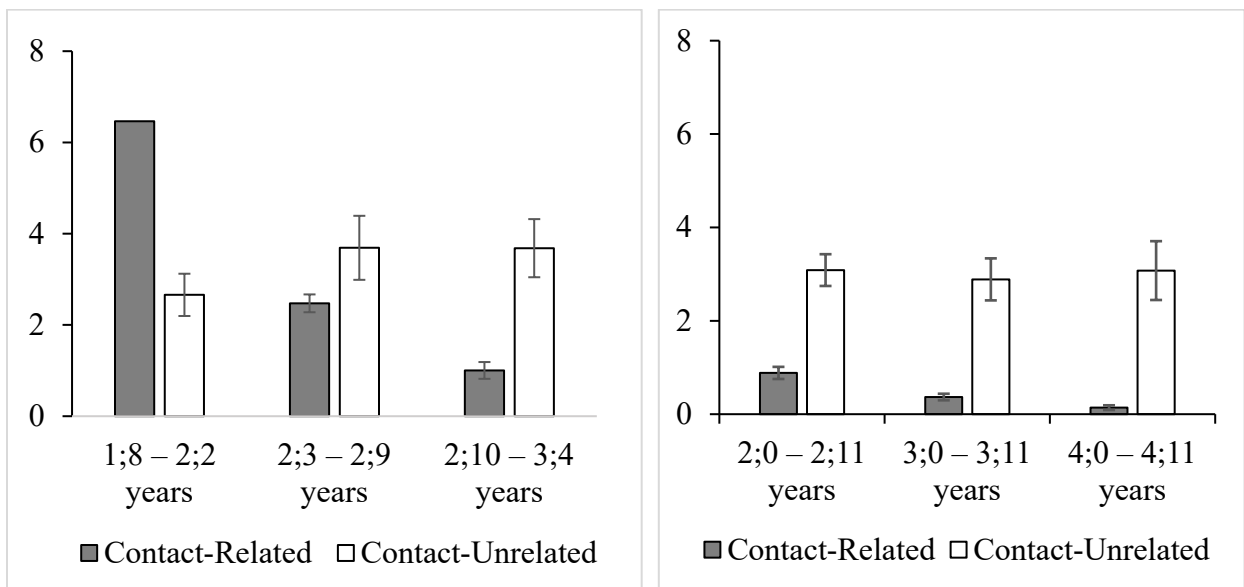 8
6
4
2
0
1;8 – 2;2 2;3 – 2;9 2;10 – 3;4
years years years
Contact-Related Contact-Unrelated
8
6
4
2
0
2;0 – 2;11 3;0 – 3;11 4;0 – 4;11
years years years
Contact-Related Contact-Unrelated